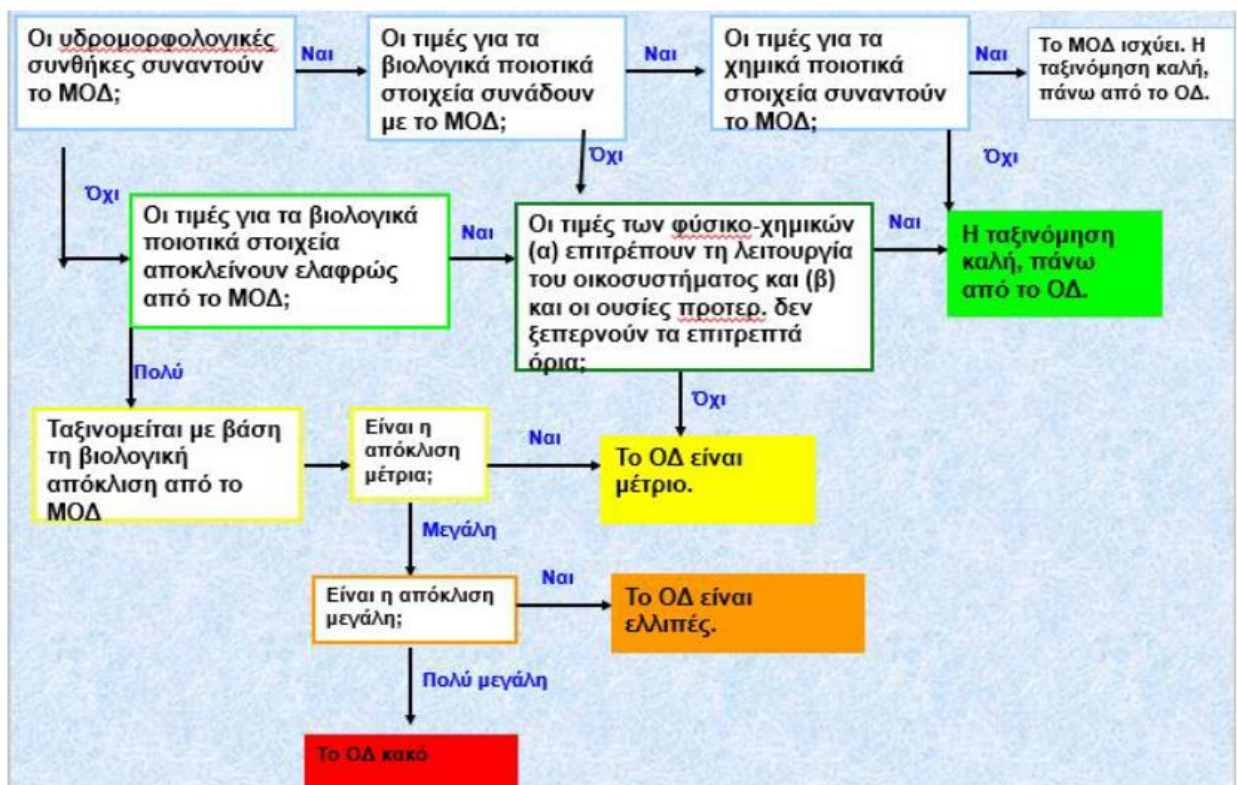 Οι υδρομορφολογικές
συνθήκες συναντούν
το ΜΟΔ;
Ναι
Οι τιμές για τα
βιολογικά ποιοτικά
στοιχεία συνάδουν
με το ΜΟΔ;
Ναι
Οι τιμές για τα
χημικά ποιοτικά
στοιχεία συναντούν
το ΜΟΔ;
Ναι
Το ΜΟΔ ισχύει. Η
ταξινόμηση καλή,
πάνω από το ΟΔ.
Όχι
Όχι
Όχι
Οι τιμές για τα βιολογικά
ποιοτικά στοιχεία
αποκλείνουν ελαφρώς
από το ΜΟΔ;
Ναι
Οι τιμές των φύσικο-χημικών
(α) επιτρέπουν τη λειτουργία
του οικοσυστήματος και (β)
και οι ουσίες προτερ. δεν
ξεπερνούν τα επιτρεπτά
όρια;
Ναι
Η ταξινόμηση
καλή, πάνω
από το ΟΔ.
Πολύ
Όχι
Ταξινομείται με βάση
τη βιολογική
απόκλιση από το
ΜΟΔ
Είναι η
απόκλιση
μέτρια;
Ναι
Το ΟΔ είναι
μέτριο.
Μεγάλη
Είναι η απόκλιση
μεγάλη;
Ναι
Το ΟΔ είναι
ελλιπές.
Πολύ μεγάλη
Το ΟΔ κακό